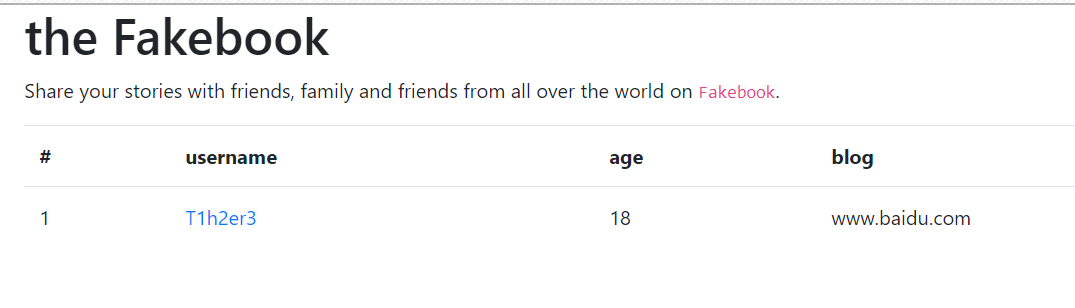 the Fakebook
Share your stories with friends, family and friends from all over the world on Fakebook.
# username age blog
1 T1h2er3 18 www.baidu.com